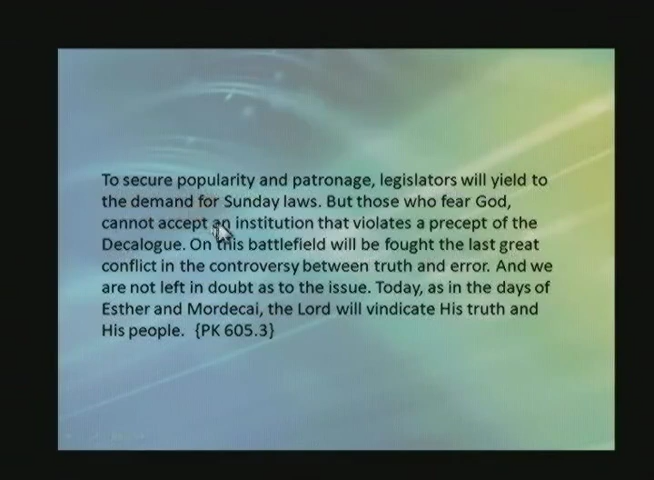 To secure popularity and patronage, legislators will yield to
the demand for Sunday laws. But those who fear God,
cannot accept an institution that violates a precept of the
Decalogue. On this battlefield will be fought the last great
conflict in the controversy between truth and error. And we
are not left in doubt as to the issue. Today, as in the days of
Esther and Mordecai, the Lord will vindicate His truth and
His people.  {PK 605.3}